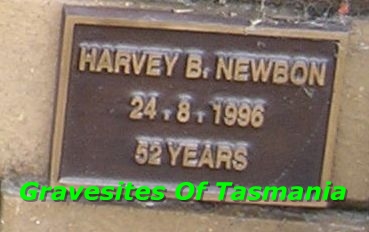 HARVEY B. NEWBON
24.8.1996
52 YEARS
Gravesites Of Tasmania